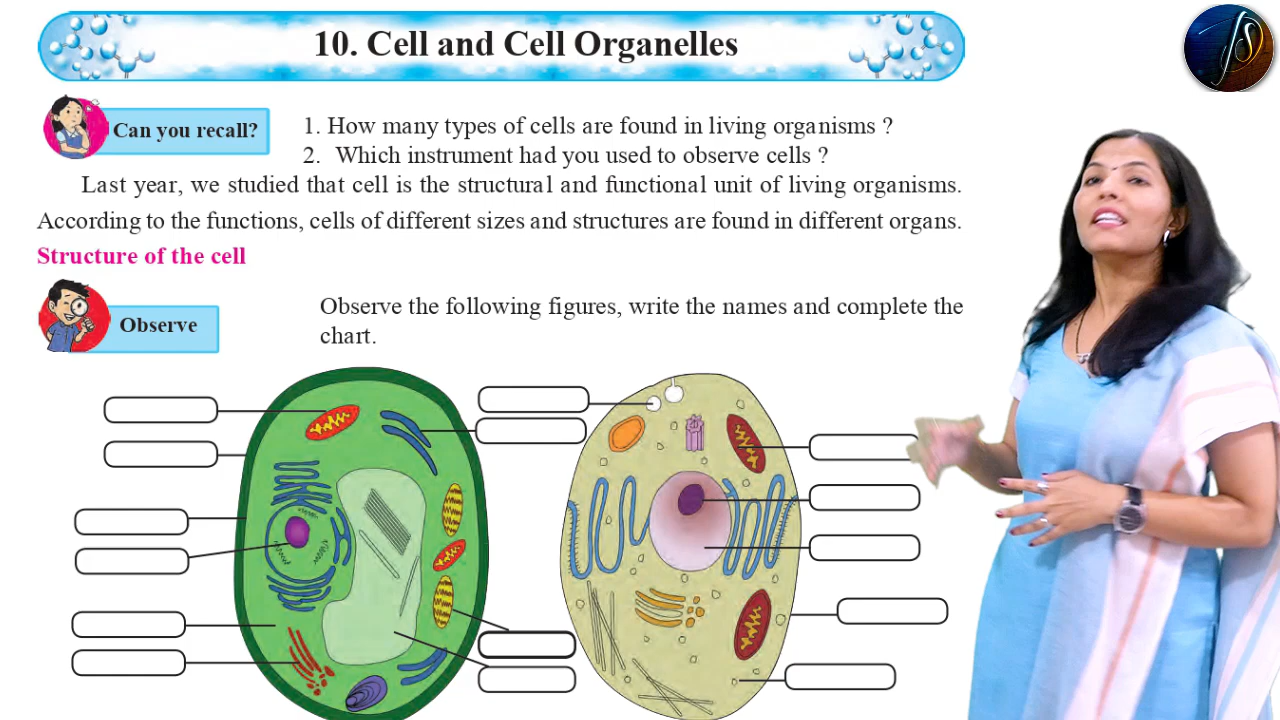 10. Cell and Cell Organelles
Can you recall?
1. How many types of cells are found in living organisms ?
2. Which instrument had you used to observe cells ?
Last year, we studied that cell is the structural and functional unit of living organisms.
According to the functions, cells of different sizes and structures are found in different organs.
Structure of the cell
Observe
Observe the following figures, write the names and complete the
chart.